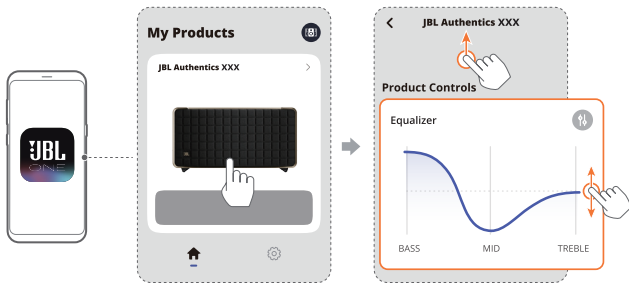 JBL
ONE
My Products
JBL Authentics XXX
JBL Authentics XXX
Product Controls
Equalizer
BASS
MID
TREBLE